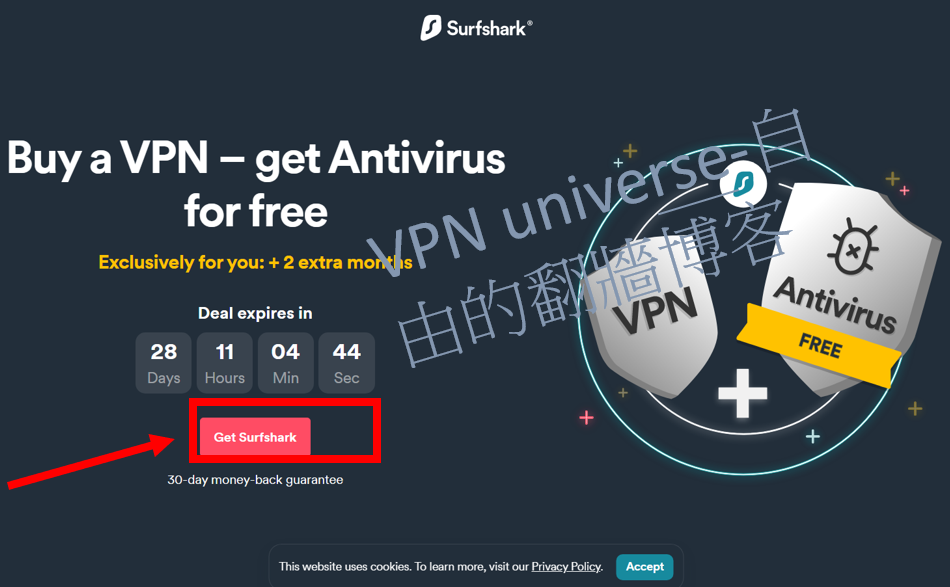 Surfshark®
Buy a VPN – get Antivirus
for free
Exclusively for you: + 2 extra months
Deal expires in
28 11 04 44
Days Hours Min Sec
Get Surfshark
30-day money-back guarantee
VPN
Antivirus
FREE
VPN universe-自
由的翻牆博客
This website uses cookies. To learn more, visit our Privacy Policy.
Accept